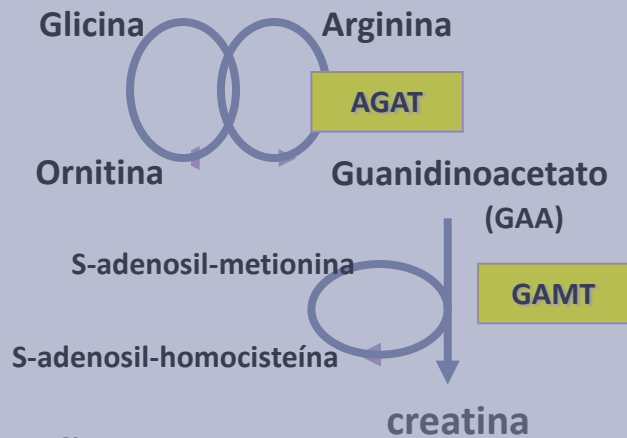 Glicina
Arginina
AGAT
Ornitina
Guanidinoacetato
(GAA)
S-adenosil-metionina
GAMT
S-adenosil-homocisteína
creatina